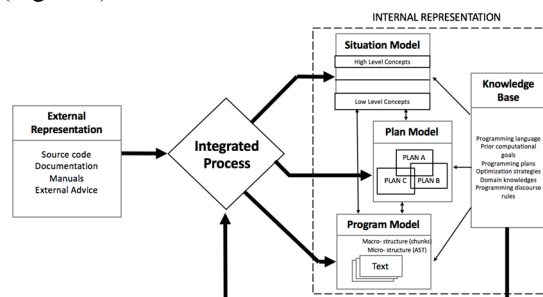 INTERNAL REPRESENTATION
External
Representation
Source code
Documentation
Manuals
External Advice
Integrated
Process
Situation Model
High Level Concepts
Low Level Concepts
Plan Model
PLAN A
PLAN C
PLAN B
Program Model
Macro- structure (chunks)
Micro- structure (AST)
Text
Knowledge
Base
Programming language
Prior computational
goals
Programming plans
Optimization strategies
Domain knowledges
Programming discourse
rules